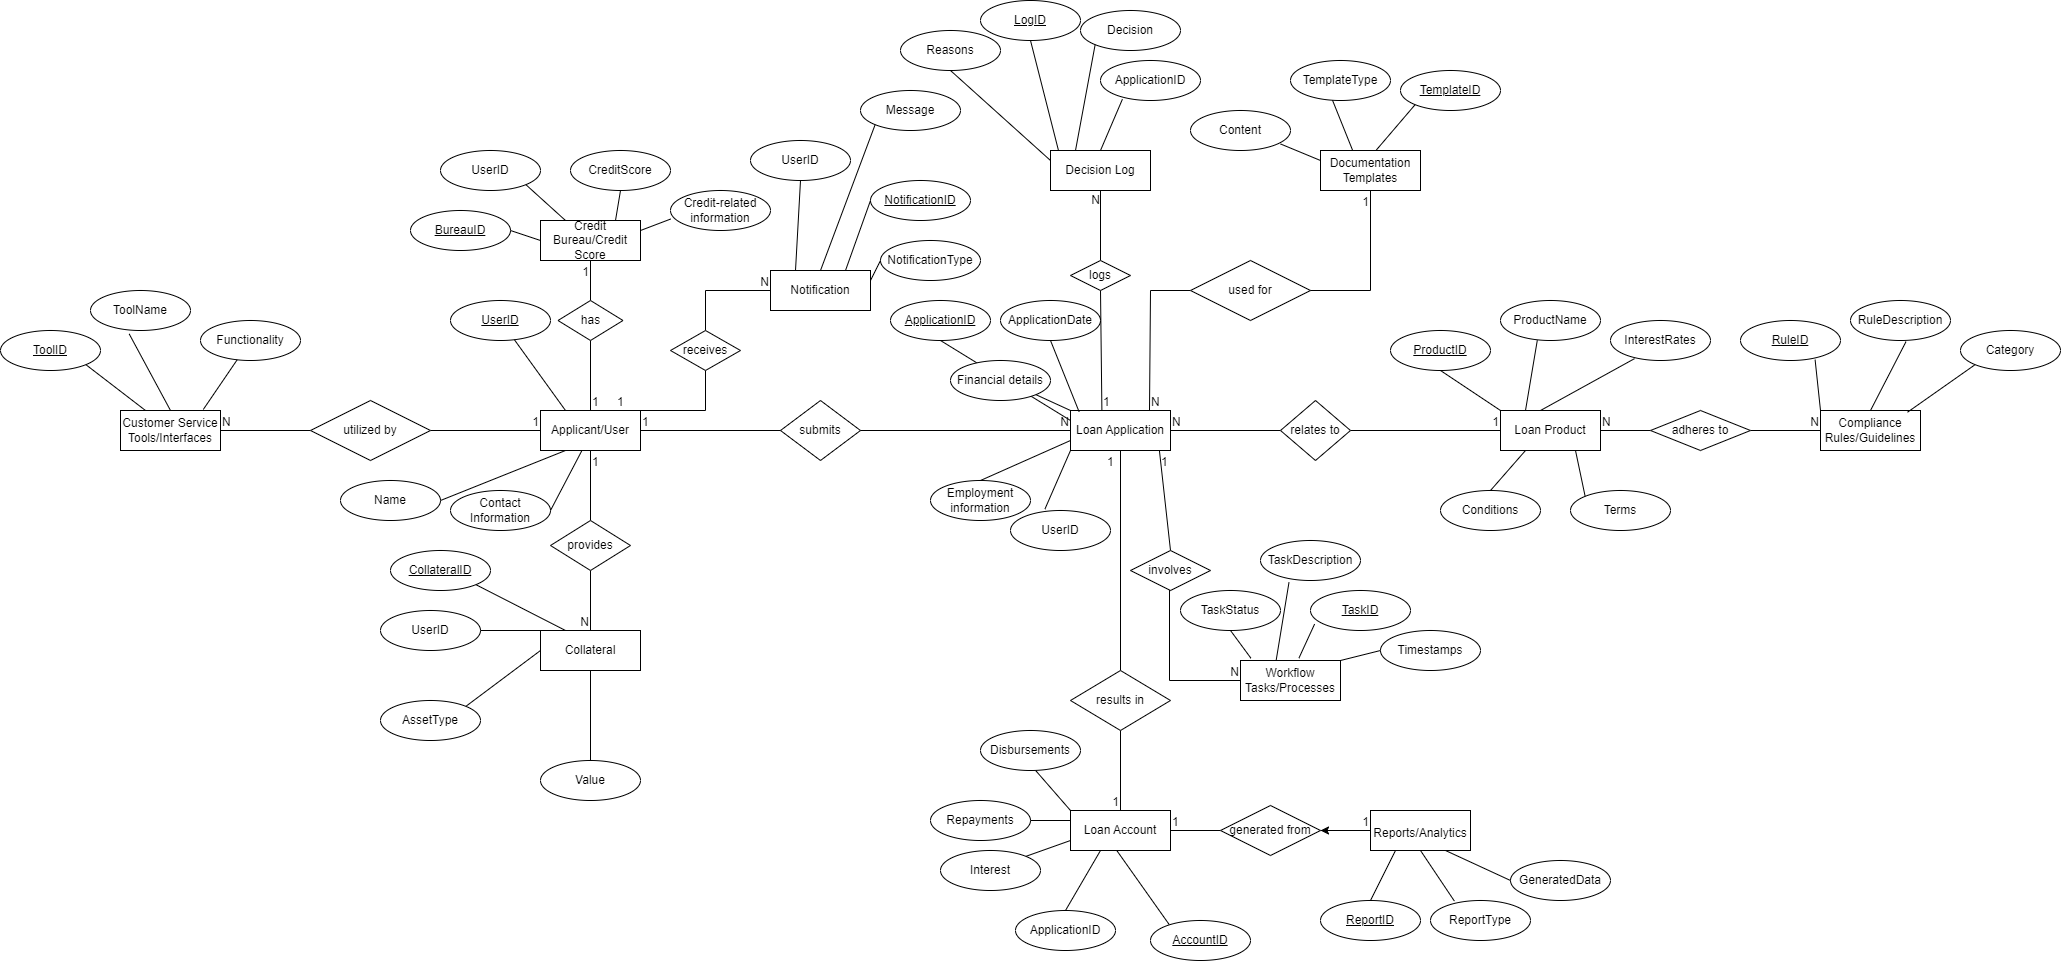 LogID
Decision
Reasons
ApplicationID
TemplateType
TemplateID
Message
Content
UserID
UserID
CreditScore
Decision Log
Documentation
Templates
Credit-related
information
NotificationID
BureauID
Credit
Bureau/Credit
Score
N
1
NotificationType
1
logs
N
Notification
used for
ToolName
UserID
has
ApplicationID
ApplicationDate
ProductName
RuleDescription
ToolID
Functionality
receives
ProductID
InterestRates
RuleID
Category
Financial details
1
1
1
N
N
Customer Service
Tools/Interfaces
utilized by
1
Applicant/User
1
submits
N
Loan Application
N
relates to
1
Loan Product
N
adheres to
N
Compliance
Rules/Guidelines
1
1
1
Name
Contact
Information
Employment
information
UserID
Conditions
Terms
provides
CollateralID
involves
TaskDescription
TaskStatus
TaskID
N
UserID
Collateral
Timestamps
N
Workflow
Tasks/Processes
results in
AssetType
Disbursements
Value
1
Repayments
Loan Account
1
generated from
1
Reports/Analytics
Interest
GeneratedData
ApplicationID
AccountID
ReportID
ReportType